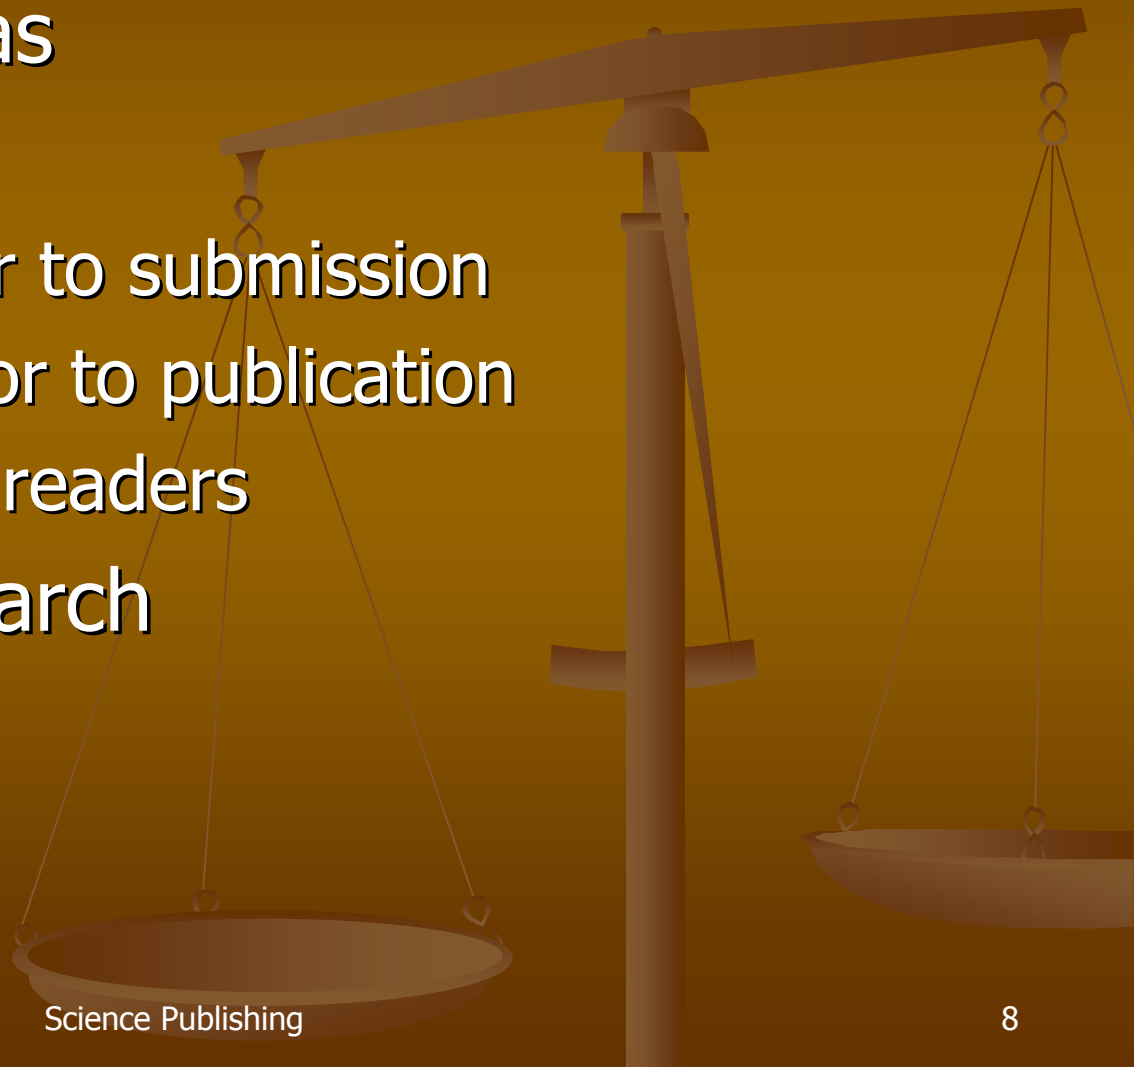 as
r to submission
or to publication
readers
arch
Science Publishing
8